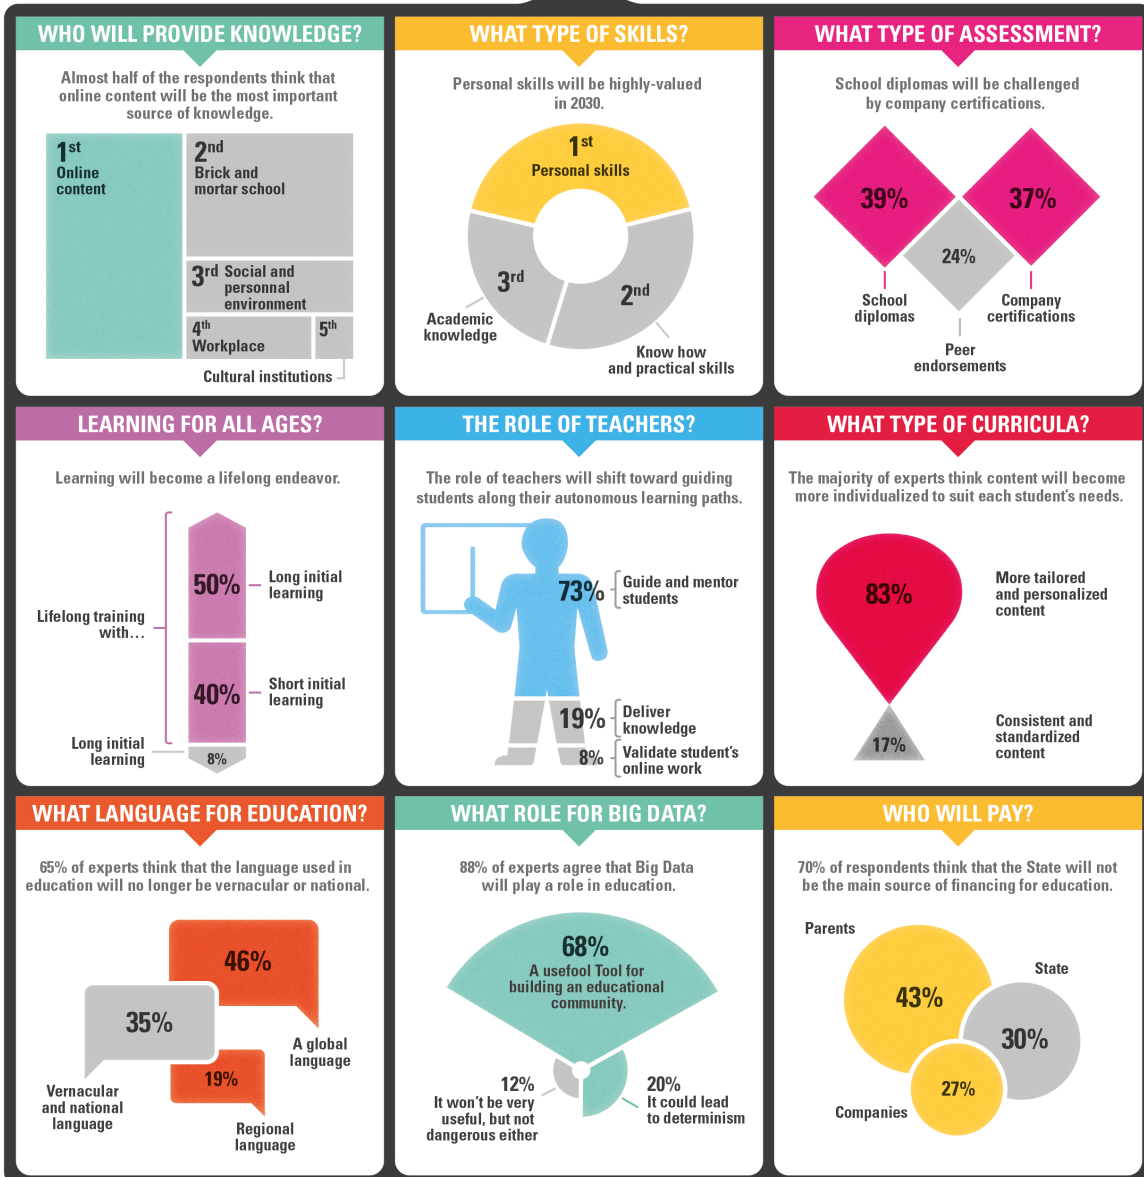 WHO WILL PROVIDE KNOWLEDGE?
Almost half of the respondents think that
online content will be the most important
source of knowledge.
1st
Online
content
2nd
Brick and
mortar school
3rd Social and
personnal
environment
4th
Workplace
5th
Cultural institutions
WHAT TYPE OF SKILLS?
Personal skills will be highly-valued
in 2030.
1st
Personal skills
3rd
2nd
Academic
knowledge
Know how
and practical skills
WHAT TYPE OF ASSESSMENT?
School diplomas will be challenged
by company certifications.
39%
37%
24%
School
diplomas
Company
certifications
Peer
endorsements
LEARNING FOR ALL AGES?
Learning will become a lifelong endeavor.
50%
Long initial
learning
Lifelong training
with...
40%
Short initial
learning
Long initial
learning
8%
THE ROLE OF TEACHERS?
The role of teachers will shift toward guiding
students along their autonomous learning paths.
73%
Guide and mentor
students
19%
Deliver
knowledge
8%
Validate student's
online work
WHAT TYPE OF CURRICULA?
The majority of experts think content will become
more individualized to suit each student's needs.
83%
More tailored
and personalized
content
17%
Consistent and
standardized
content
WHAT LANGUAGE FOR EDUCATION?
65% of experts think that the language used in
education will no longer be vernacular or national.
46%
35%
A global
language
19%
Vernacular
and national
language
Regional
language
WHAT ROLE FOR BIG DATA?
88% of experts agree that Big Data
will play a role in education.
68%
A usefool Tool for
building an educational
community.
12%
It won't be very
useful, but not
dangerous either
20%
It could lead
to determinism
WHO WILL PAY?
70% of respondents think that the State will not
be the main source of financing for education.
Parents
43%
State
30%
27%
Companies